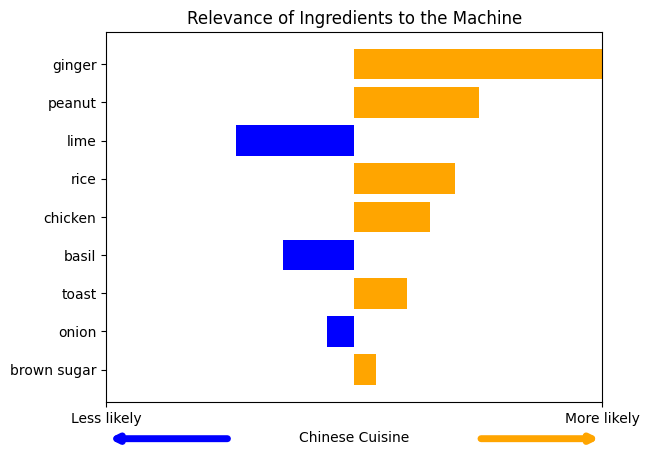 Relevance of Ingredients to the Machine
ginger
peanut
lime
rice
chicken
basil
toast
onion
brown sugar
Less likely More likely
Chinese Cuisine